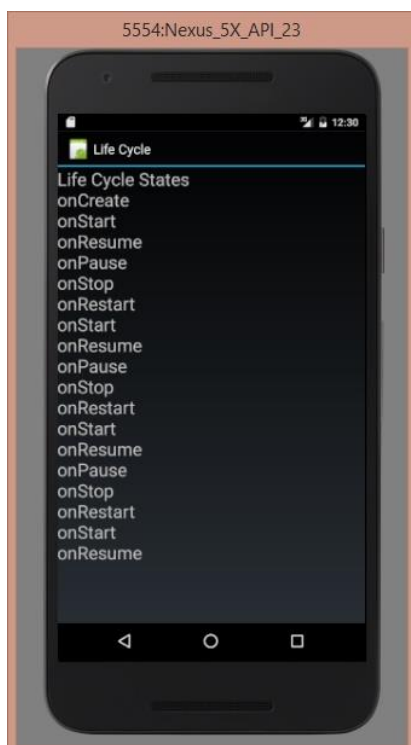 5554:Nexus_5X_API_23
12:30
Life Cycle
Life Cycle States
onCreate
onStart
onResume
onPause
onStop
onRestart
onStart
onResume
onPause
onStop
onRestart
onStart
onResume
onPause
onStop
onRestart
onStart
onResume